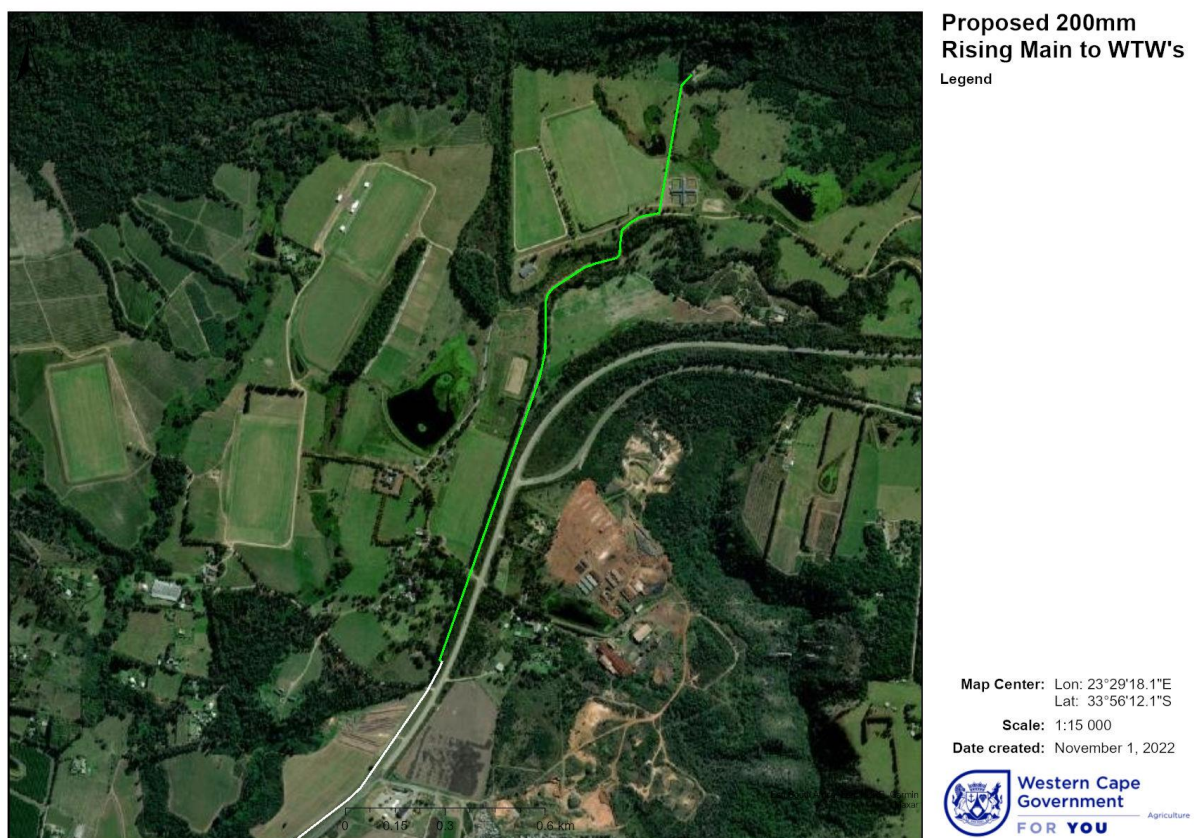 Proposed 200mm
Rising Main to WTW's
Legend
Map Center: Lon: 23°29'18.1"E
Lat: 33°56'12.1"S
Scale: 1:15 000
Date created: November 1, 2022
Western Cape
Government
FOR YOU
Agriculture
0 0.15 0.3 0.6 km